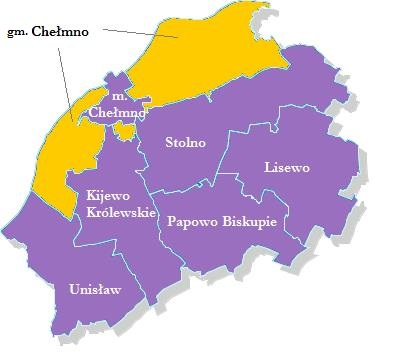 gm. Chełmno
m.
Chełmno
Stolno
Lisewo
Kijewo
Królewskie
Papowo Biskupie
Unisław